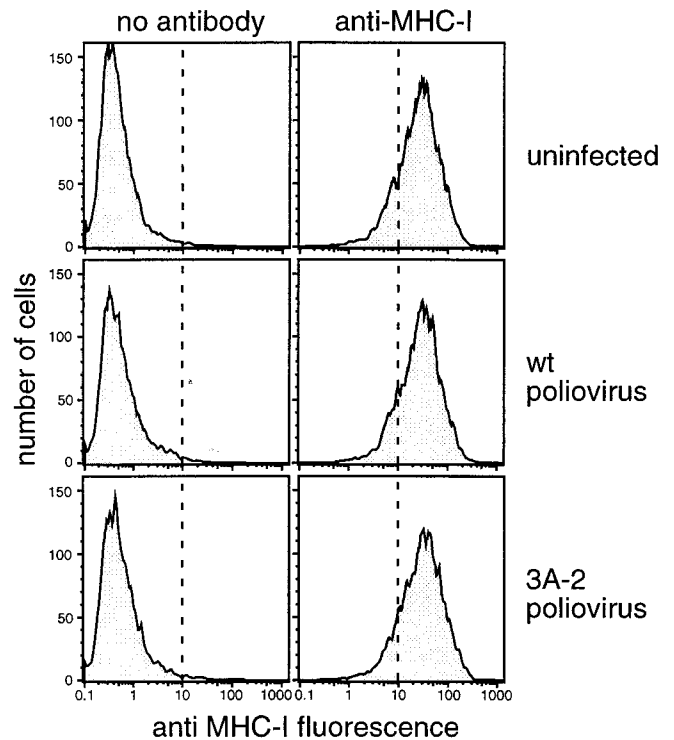 no antibody anti-MHC-I
150
100
50
0
uninfected
150
100
50
0
wt
poliovirus
150
100
50
0
3A-2
poliovirus
number of cells
0.1 1 10 100 1000 0.1 1 10 100 1000
anti MHC-I fluorescence